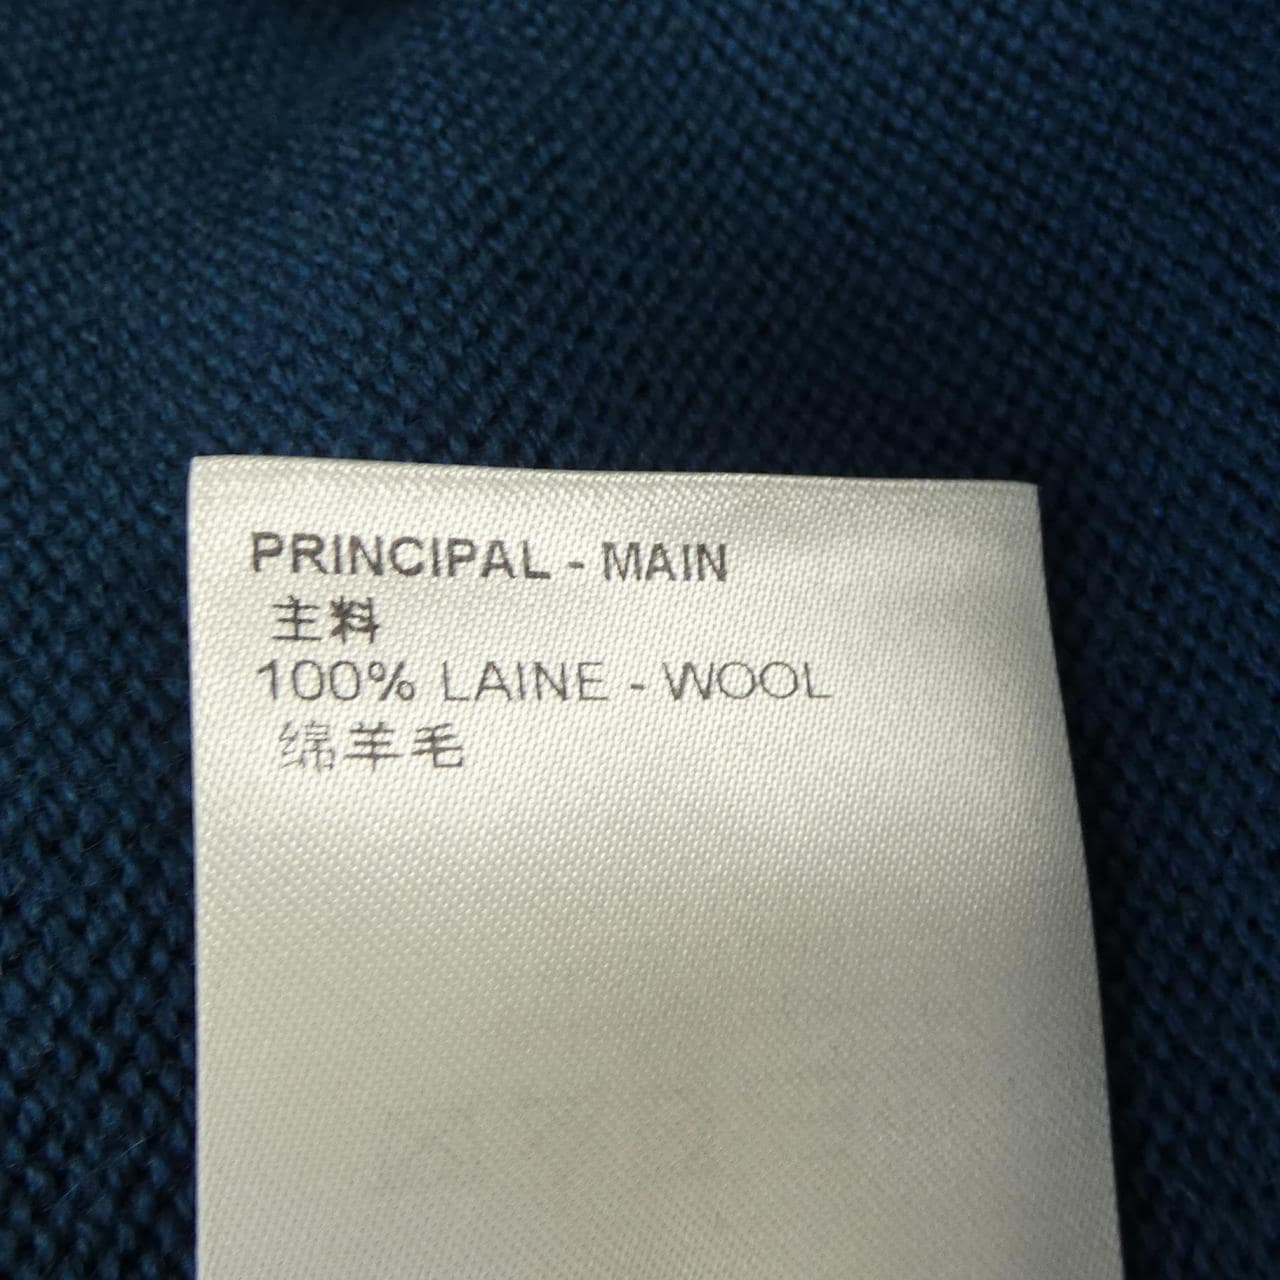 PRINCIPAL - MAIN
主料
100% LAINE - WOOL
绵羊毛